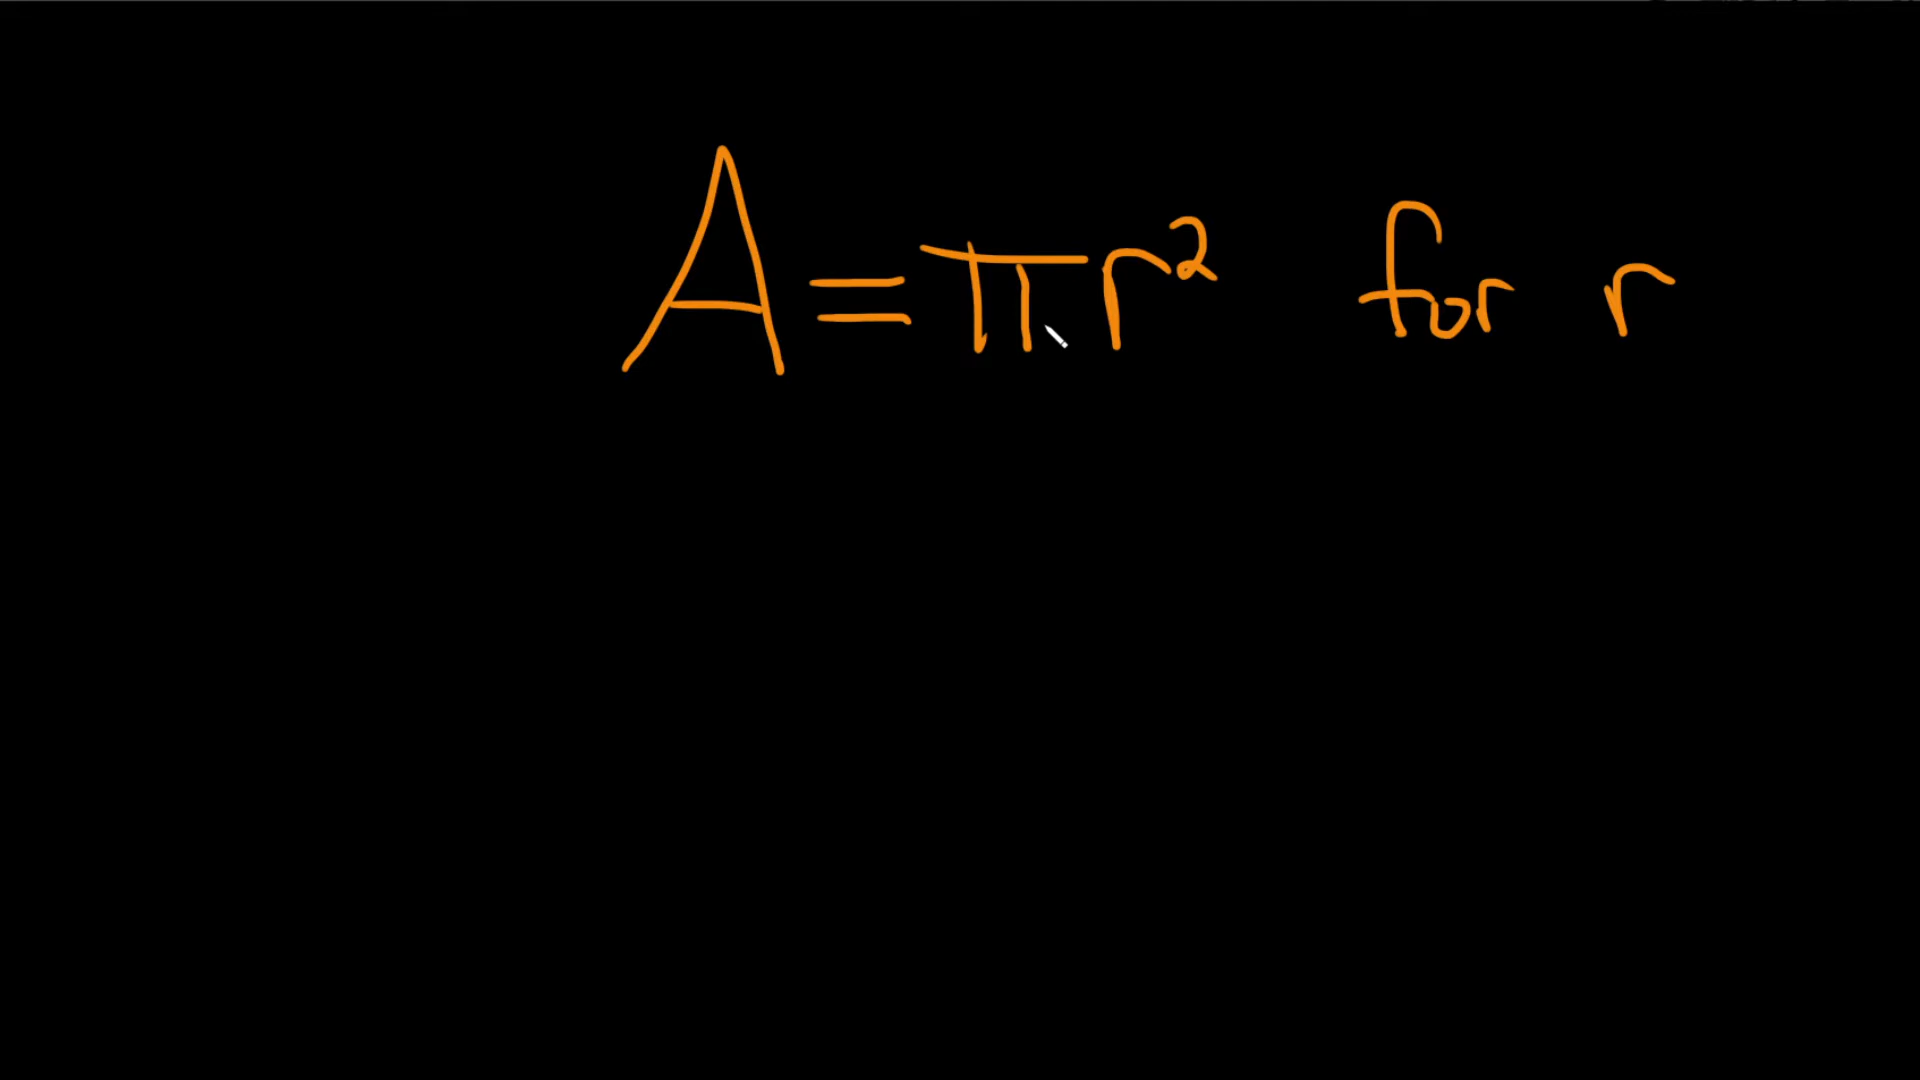 A = πr² for r